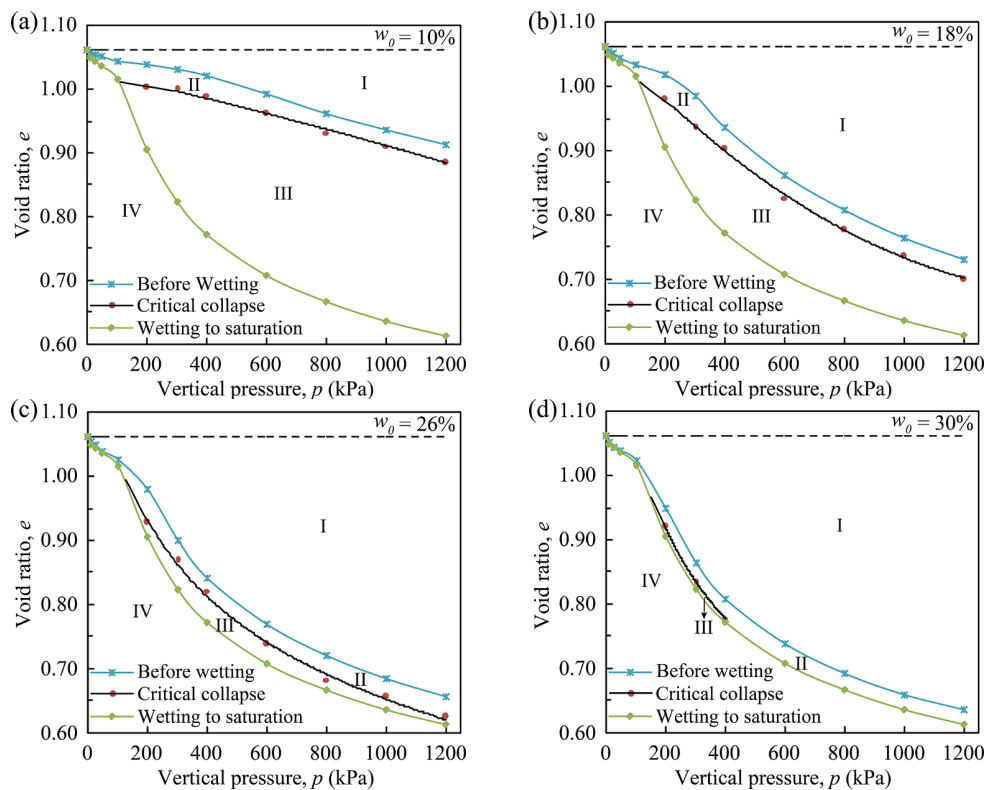 (a)
1.10
1.00
0.90
0.80
0.70
0.60
Void ratio, e
w0 = 10%
I
II
III
IV
Before Wetting
Critical collapse
Wetting to saturation
0 200 400 600 800 1000 1200
Vertical pressure, p (kPa)
(b)
1.10
1.00
0.90
0.80
0.70
0.60
Void ratio, e
w0 = 18%
I
II
III
IV
Before Wetting
Critical collapse
Wetting to saturation
0 200 400 600 800 1000 1200
Vertical pressure, p (kPa)
(c)
1.10
1.00
0.90
0.80
0.70
0.60
Void ratio, e
w0 = 26%
I
IV
III
II
Before wetting
Critical collapse
Wetting to saturation
0 200 400 600 800 1000 1200
Vertical pressure, p (kPa)
(d)
1.10
1.00
0.90
0.80
0.70
0.60
Void ratio, e
w0 = 30%
I
IV
III
II
Before wetting
Critical collapse
Wetting to saturation
0 200 400 600 800 1000 1200
Vertical pressure, p (kPa)